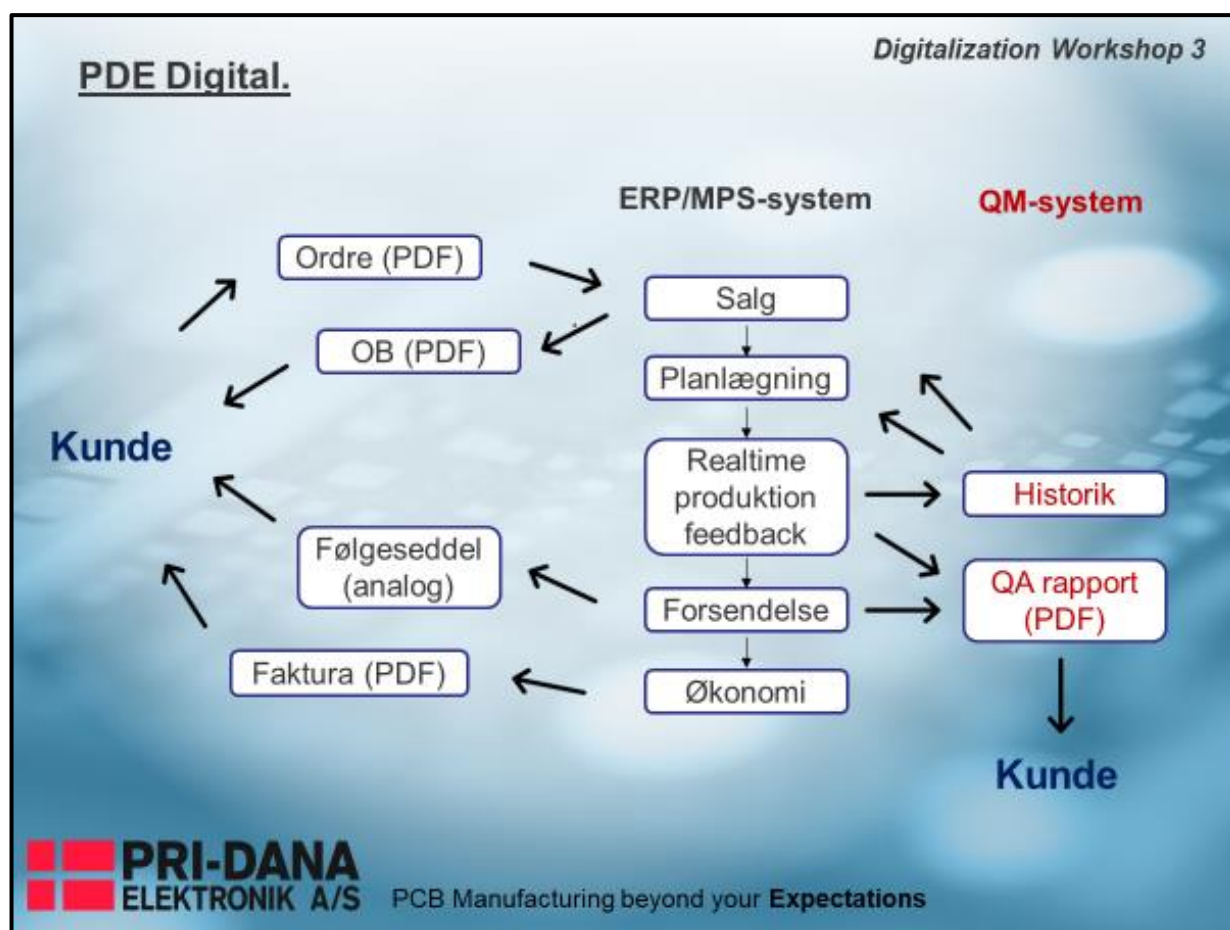 Digitalization Workshop 3
PDE Digital.
ERP/MPS-system
QM-system
Ordre (PDF)
Salg
OB (PDF)
Planlægning
Kunde
Realtime
produktion
feedback
Historik
Følgeseddel
(analog)
Forsendelse
QA rapport
(PDF)
Faktura (PDF)
Økonomi
Kunde
PRI-DANA
ELEKTRONIK A/S
PCB Manufacturing beyond your Expectations